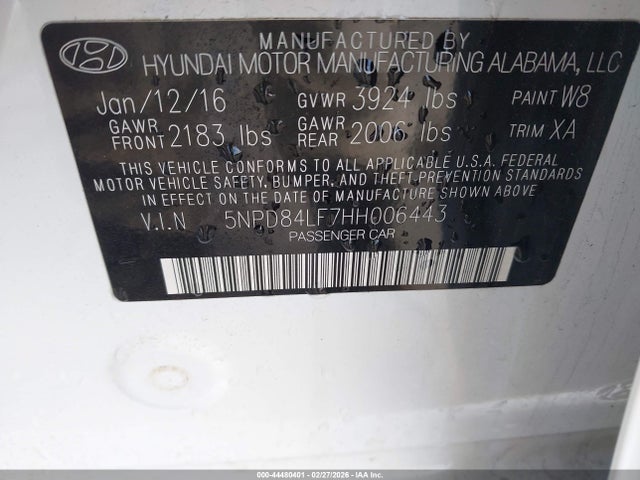 MANUFACTURED BY
HYUNDAI MOTOR MANUFACTURING ALABAMA, LLC
Jan/12/16 GVWR 3924 lbs PAINT W8
GAWR FRONT 2183 lbs GAWR REAR 2006 lbs TRIM XA
THIS VEHICLE CONFORMS TO ALL APPLICABLE U.S.A. FEDERAL
MOTOR VEHICLE SAFETY, BUMPER, AND THEFT PREVENTION STANDARDS
IN EFFECT ON THE DATE OF MANUFACTURE SHOWN ABOVE
V.I.N 5NPD84LF7HH006443
PASSENGER CAR
000-44480401 - 02/27/2026 - IAAI.COM